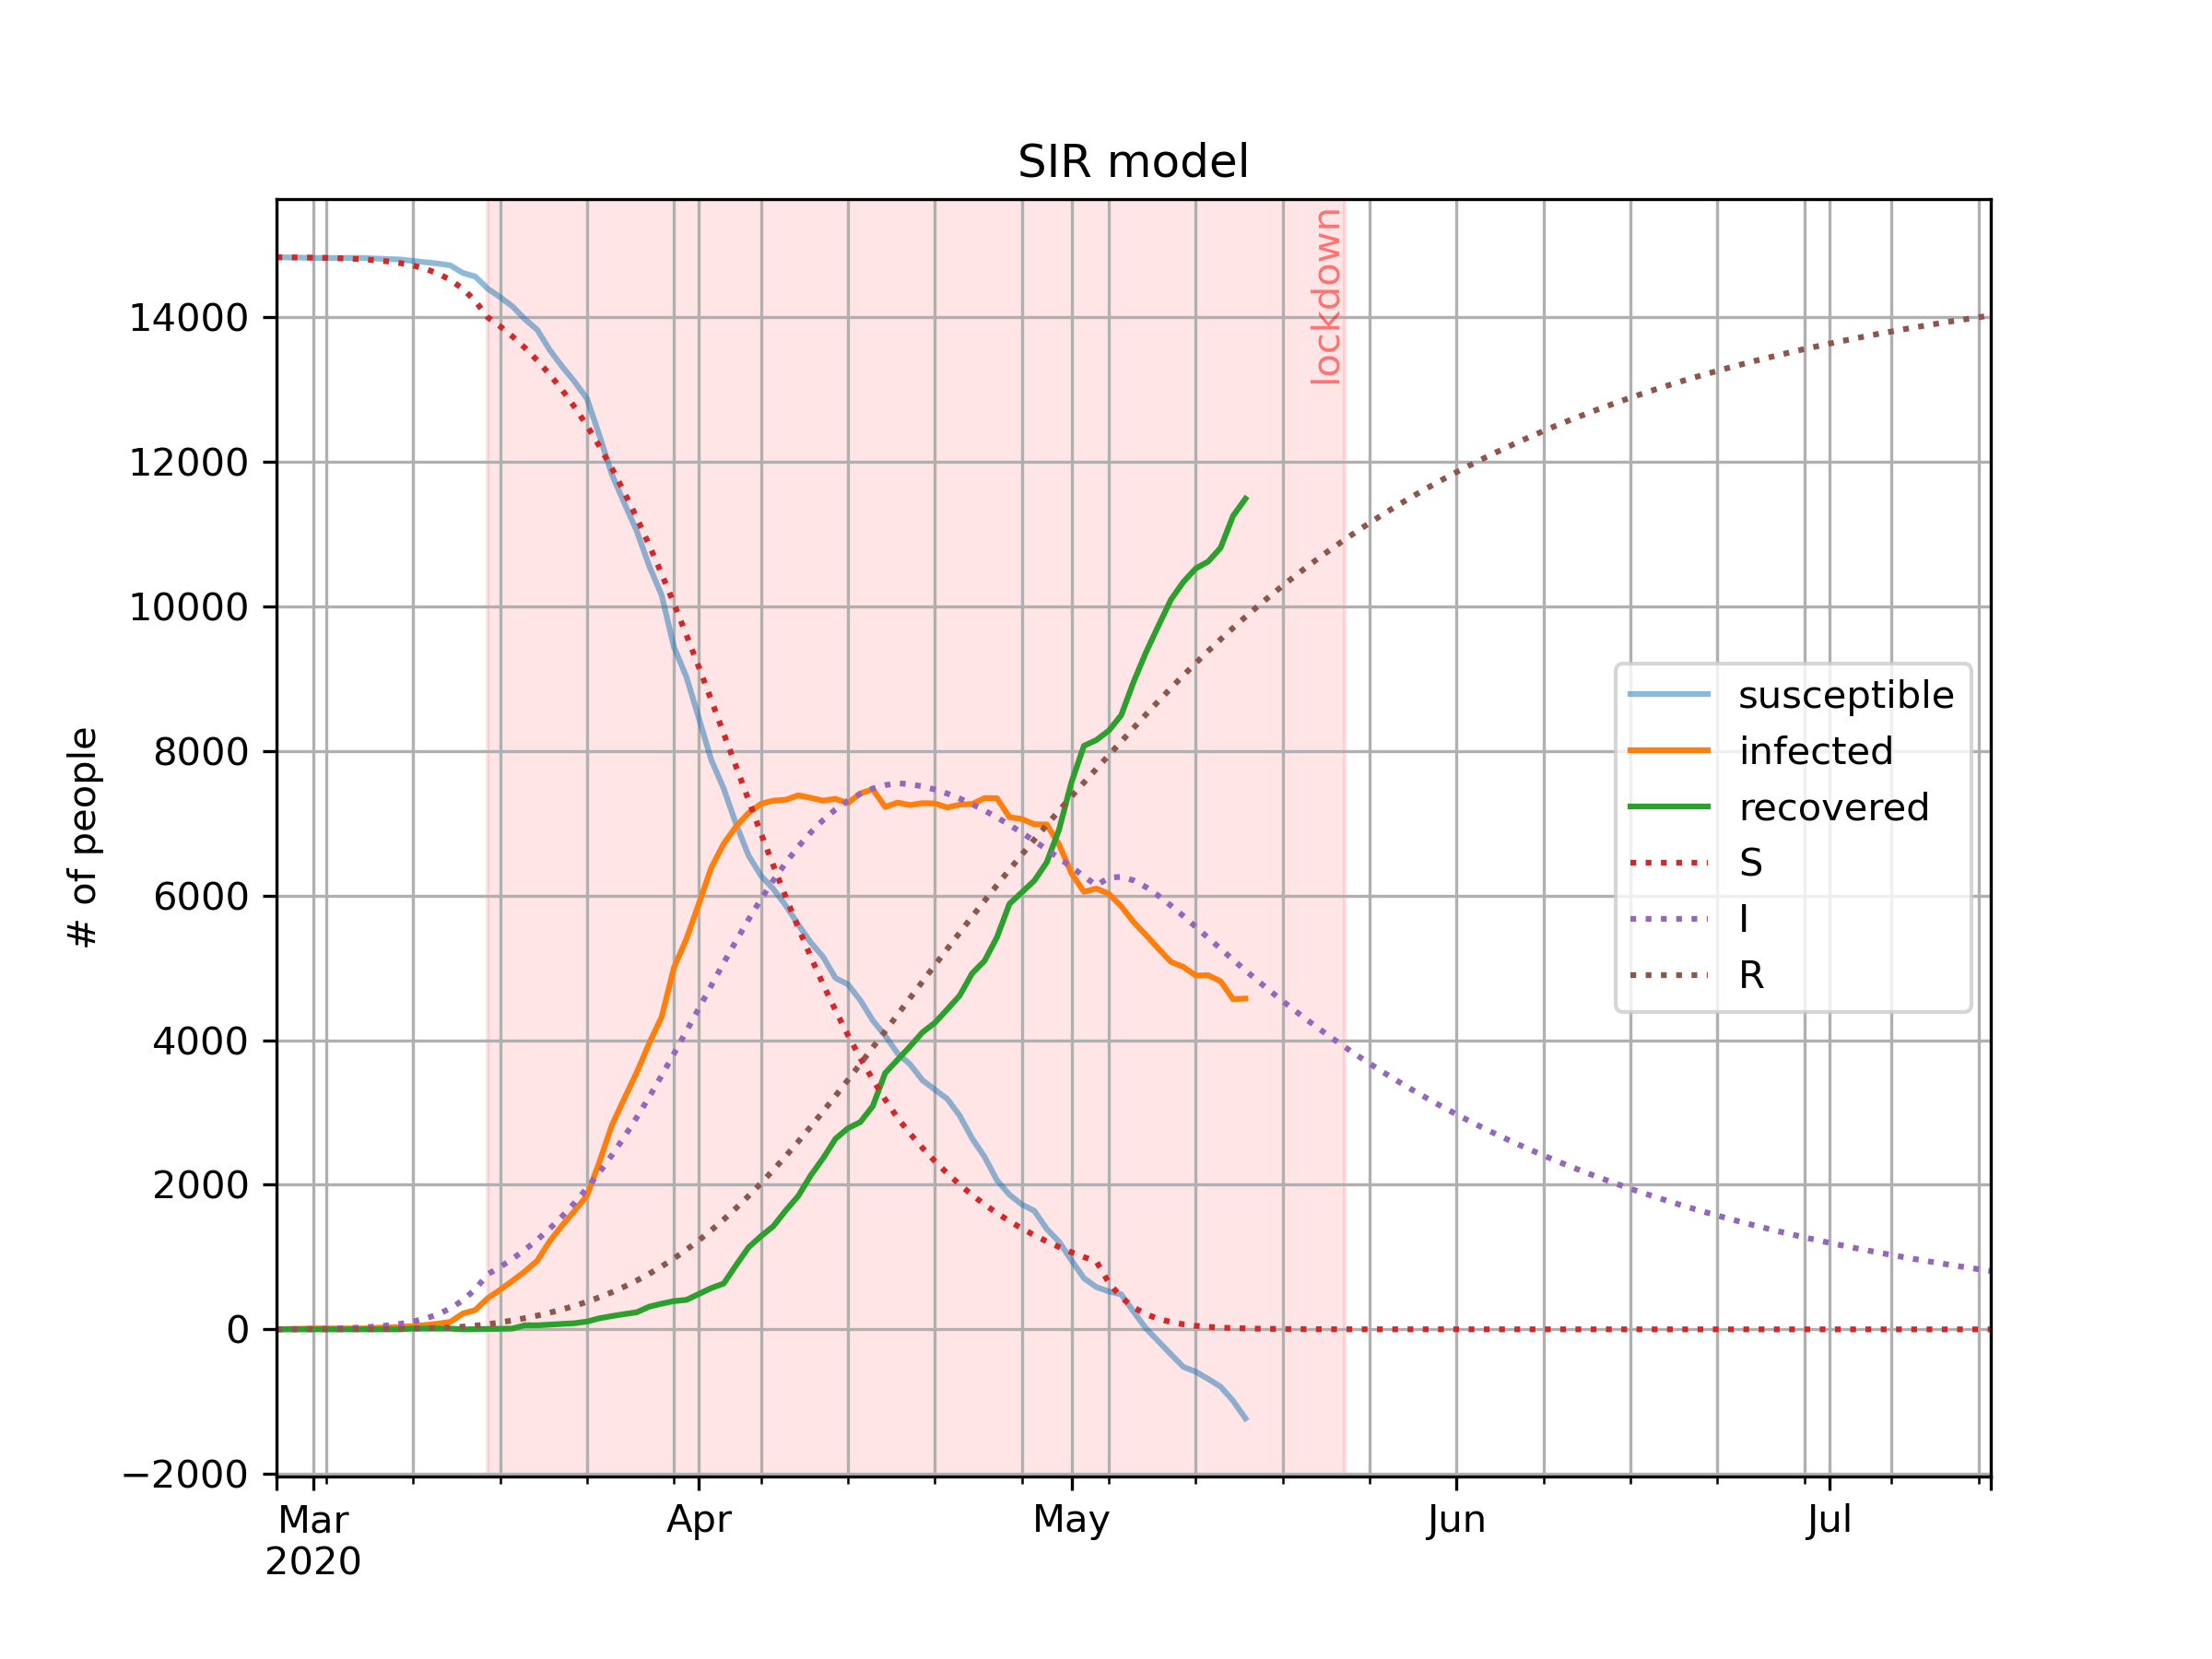 SIR model
lockdown
# of people
14000
12000
10000
8000
6000
4000
2000
0
−2000
susceptible
infected
recovered
S
I
R
Mar
2020
Apr
May
Jun
Jul